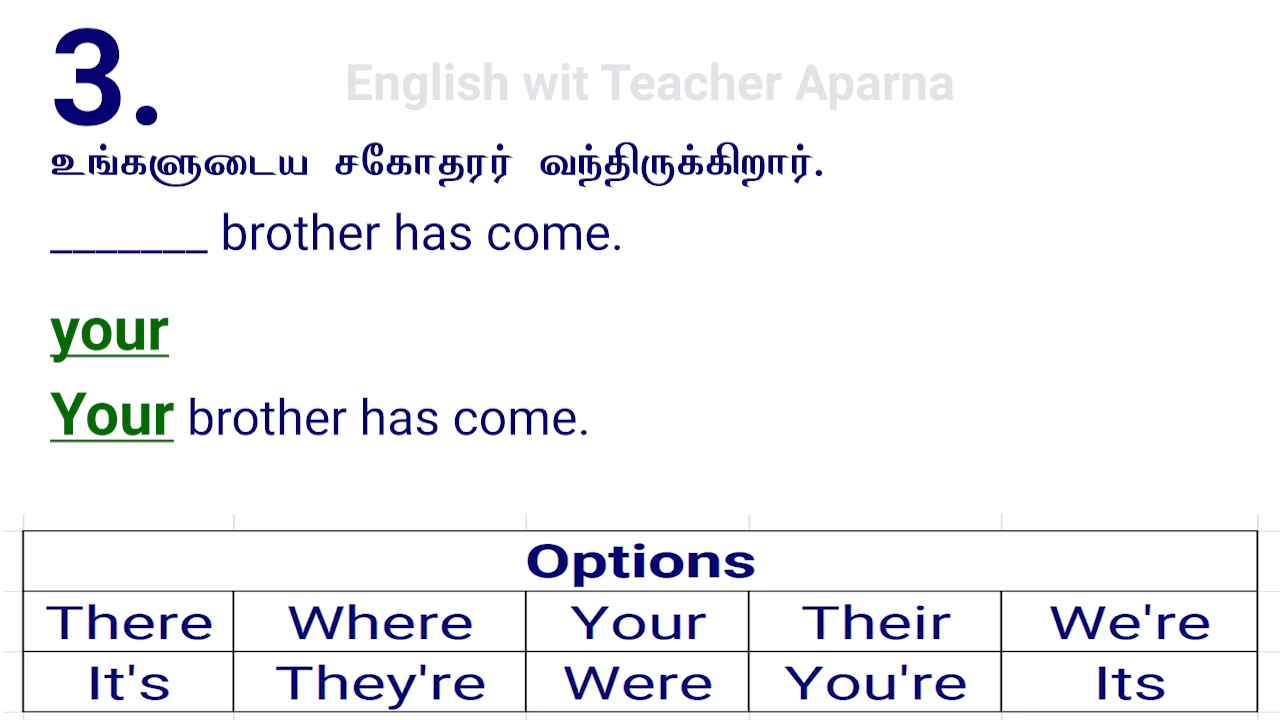 3.
English wit Teacher Aparna
உங்களுடைய சகோதரர் வந்திருக்கிறார்.
_______ brother has come.
your
Your brother has come.
Options
There Where Your Their We're
It's They're Were You're Its